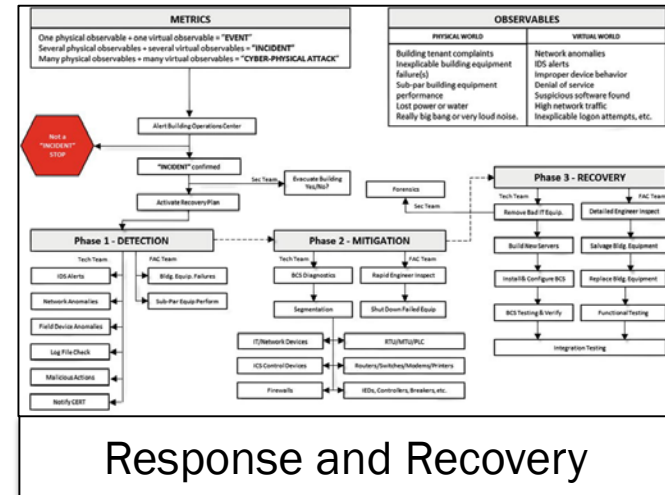 METRICS
One physical observable + one virtual observable = "EVENT"
Several physical observables + several virtual observables = "INCIDENT"
Many physical observables + many virtual observables = "CYBER-PHYSICAL ATTACK"
OBSERVABLES
PHYSICAL WORLD
Building tenant complaints
Inexplicable building equipment
failure(s)
Sub-par building equipment
performance
Lost power or water
Really big bang or very loud noise.
VIRTUAL WORLD
Network anomalies
IDS alerts
Improper device behavior
Denial of service
Suspicious software found
High network traffic
Inexplicable logon attempts, etc.
Alert Building Operations Center
Not a
"INCIDENT"
STOP
"INCIDENT" confirmed
Sec Team
Evacuate Building
Yes/No?
Activate Recovery Plan
Phase 1 - DETECTION
Tech Team
FAC Team
IDS Alerts
Network Anomalies
Field Device Anomalies
Log File Check
Malicious Actions
Notify CERT
Bldg. Equip. Failures
Sub-Par Equip Perform
Phase 2 - MITIGATION
Tech Team
FAC Team
BCS Diagnostics
Rapid Engineer Inspect
Segmentation
Shut Down Failed Equip
IT/Network Devices
RTU/MTU/PLC
ICS Control Devices
Routers/Switches/Modems/Printers
Firewalls
IEDs, Controllers, Breakers, etc.
Phase 3 - RECOVERY
Tech Team
FAC Team
Forensics
Sec Team
Remove Bad IT Equip.
Detailed Engineer Inspect
Build New Servers
Salvage Bldg. Equipment
Install & Configure BCS
Replace Bldg. Equipment
BCS Testing & Verify
Functional Testing
Integration Testing
Response and Recovery